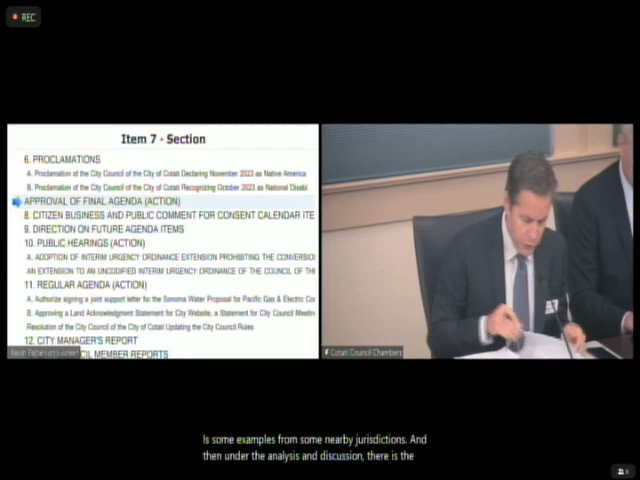 REC
Item 7 · Section
6. PROCLAMATIONS
A. Proclamation of the City Council of the City of Cotati Declaring November 2023 as Native America
B. Proclamation of the City Council of the City of Cotati Recognizing October 2023 as National Disabi
APPROVAL OF FINAL AGENDA (ACTION)
8. CITIZEN BUSINESS AND PUBLIC COMMENT FOR CONSENT CALENDAR ITE
9. DIRECTION ON FUTURE AGENDA ITEMS
10. PUBLIC HEARINGS (ACTION)
A. ADOPTION OF INTERIM URGENCY ORDINANCE EXTENSION PROHIBITING THE CONVERSIO
AN EXTENSION TO AN UNCODIFIED INTERIM URGENCY ORDINANCE OF THE COUNCIL OF TH
11. REGULAR AGENDA (ACTION)
A. Authorize signing a joint support letter for the Sonoma Water Proposal for Pacific Gas & Electric Co
B. Approving a Land Acknowledgment Statement for City Website, a Statement for City Council Meetin
Resolution of the City Council of the City of Cotati Updating the City Council Rules
12. CITY MANAGER'S REPORT
CIL MEMBER REPORTS
Cotati Council Chambers
Is some examples from some nearby jurisdictions. And
then under the analysis and discussion, there is the